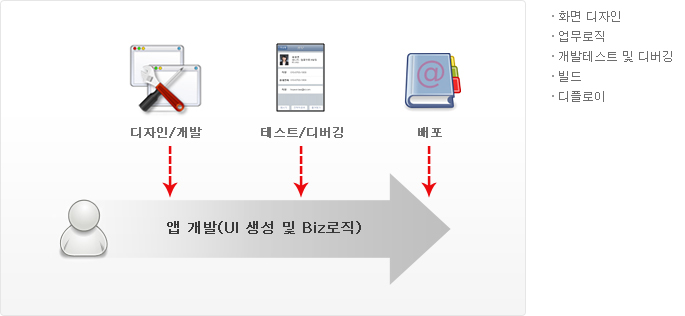 디자인/개발
테스트/디버깅
배포
앱 개발(UI 생성 및 Biz로직)
· 화면 디자인
· 업무로직
· 개발테스트 및 디버깅
· 빌드
· 디플로이
@